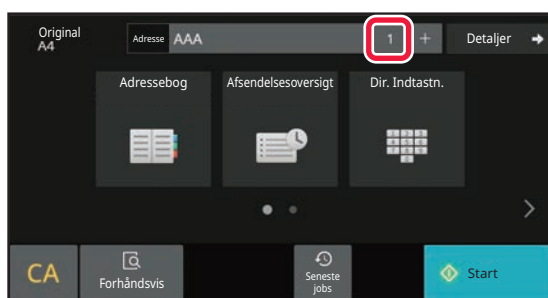 Original
A4
Adresse AAA 1 +
Detaljer
Adressebog
Afsendelsesoversigt
Dir. Indtastn.
CA
Forhåndsvis
Seneste
jobs
Start